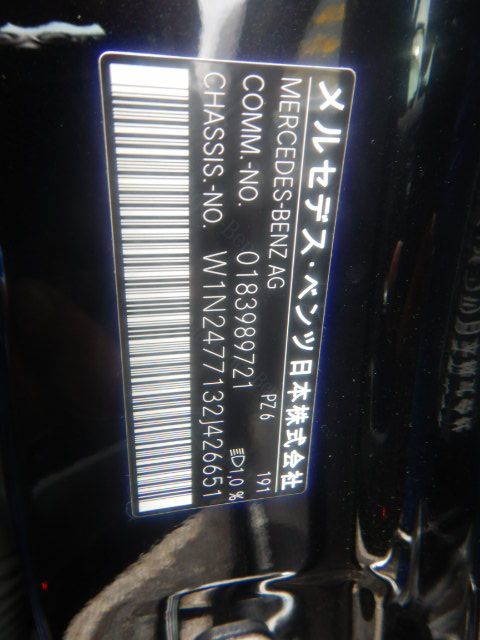 メルセデス・ベンツ日本株式会社
MERCEDES-BENZ AG PZ6 191
COMM.-NO. 0183989721 1,0 %
CHASSIS.-NO. W1N2477132J426651